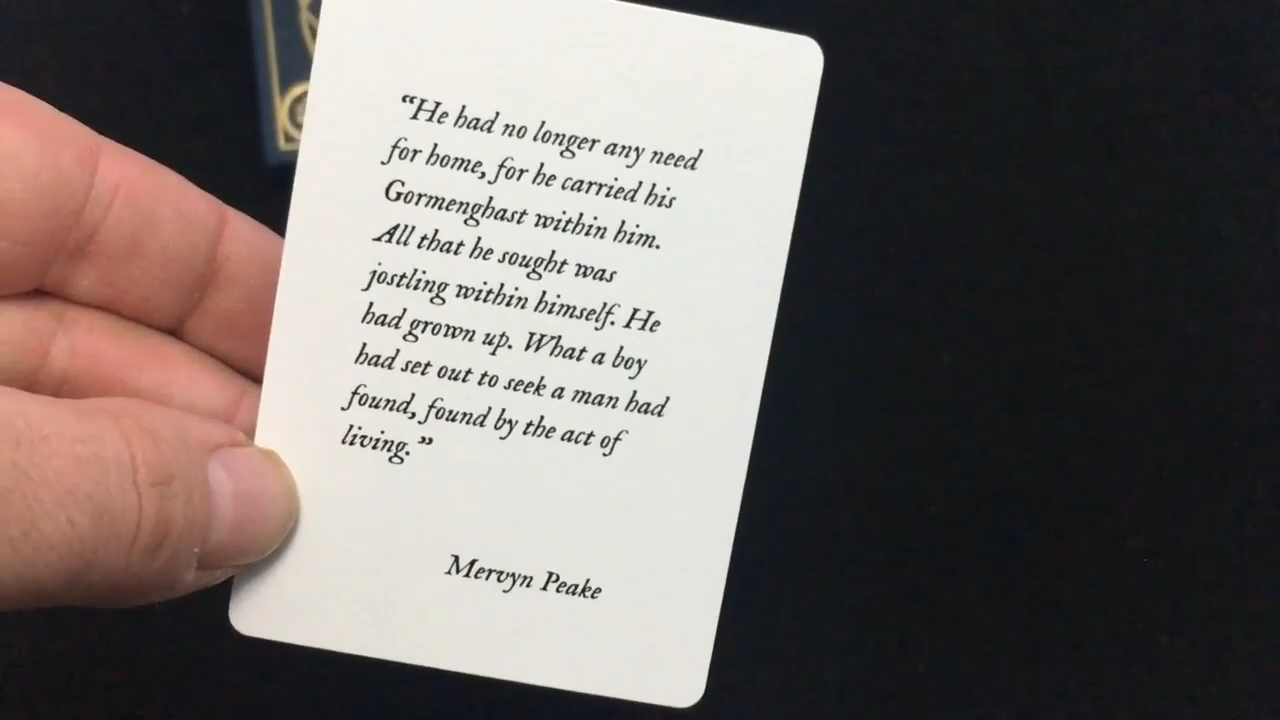 “He had no longer any need
for home, for he carried his
Gormenghast within him.
All that he sought was
jostling within himself. He
had grown up. What a boy
had set out to seek a man had
found, found by the act of
living.”
Mervyn Peake